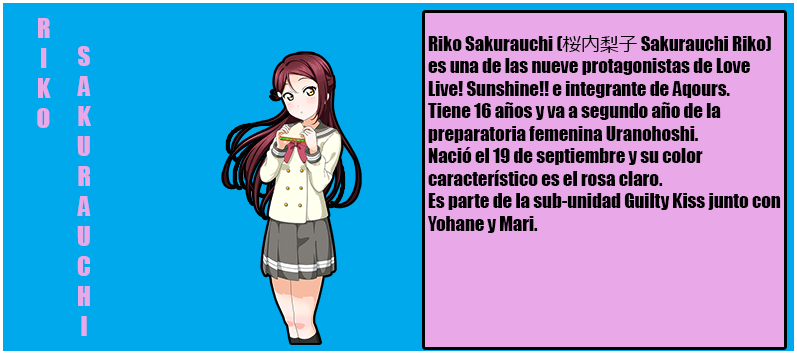 RIKO
SAKURAUCHI
Riko Sakurauchi (桜内梨子 Sakurauchi Riko)
es una de las nueve protagonistas de Love
Live! Sunshine!! e integrante de Aqours.
Tiene 16 años y va a segundo año de la
preparatoria femenina Uranohoshi.
Nació el 19 de septiembre y su color
característico es el rosa claro.
Es parte de la sub-unidad Guilty Kiss junto con
Yohane y Mari.